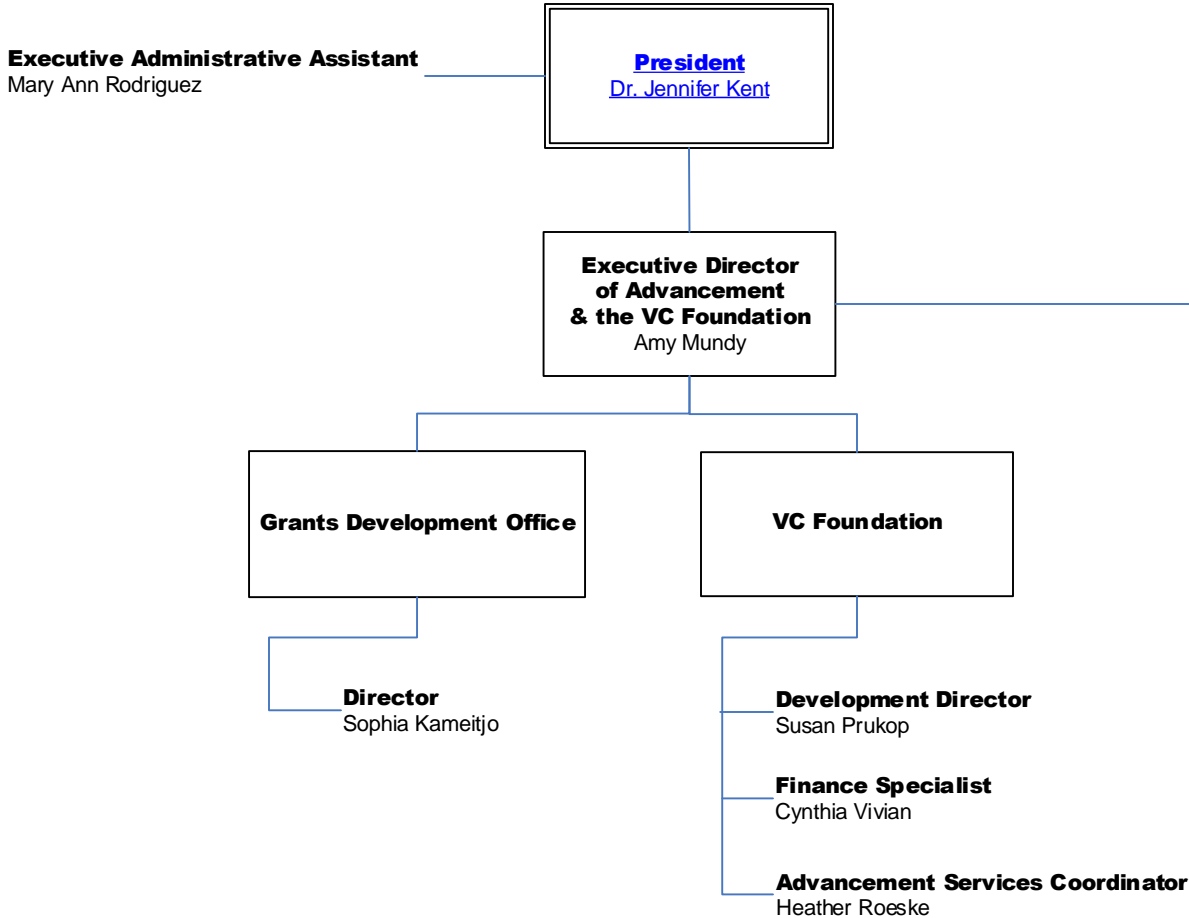 Executive Administrative Assistant
Mary Ann Rodriguez
President
Dr. Jennifer Kent
Executive Director
of Advancement
& the VC Foundation
Amy Mundy
Grants Development Office
VC Foundation
Director
Sophia Kameitjo
Development Director
Susan Prukop
Finance Specialist
Cynthia Vivian
Advancement Services Coordinator
Heather Roeske